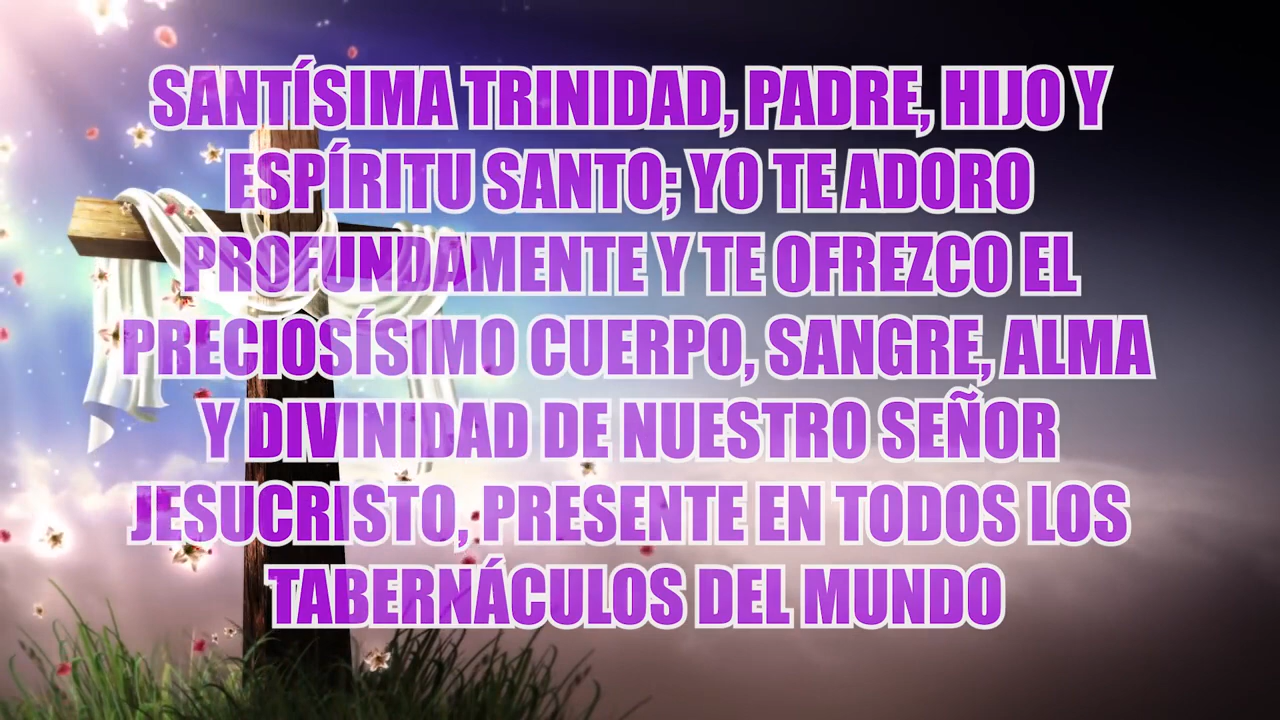 SANTÍSIMA TRINIDAD, PADRE, HIJO Y
ESPÍRITU SANTO; YO TE ADORO
PROFUNDAMENTE Y TE OFREZCO EL
PRECIOSÍSIMO CUERPO, SANGRE, ALMA
Y DIVINIDAD DE NUESTRO SEÑOR
JESUCRISTO, PRESENTE EN TODOS LOS
TABERNÁCULOS DEL MUNDO